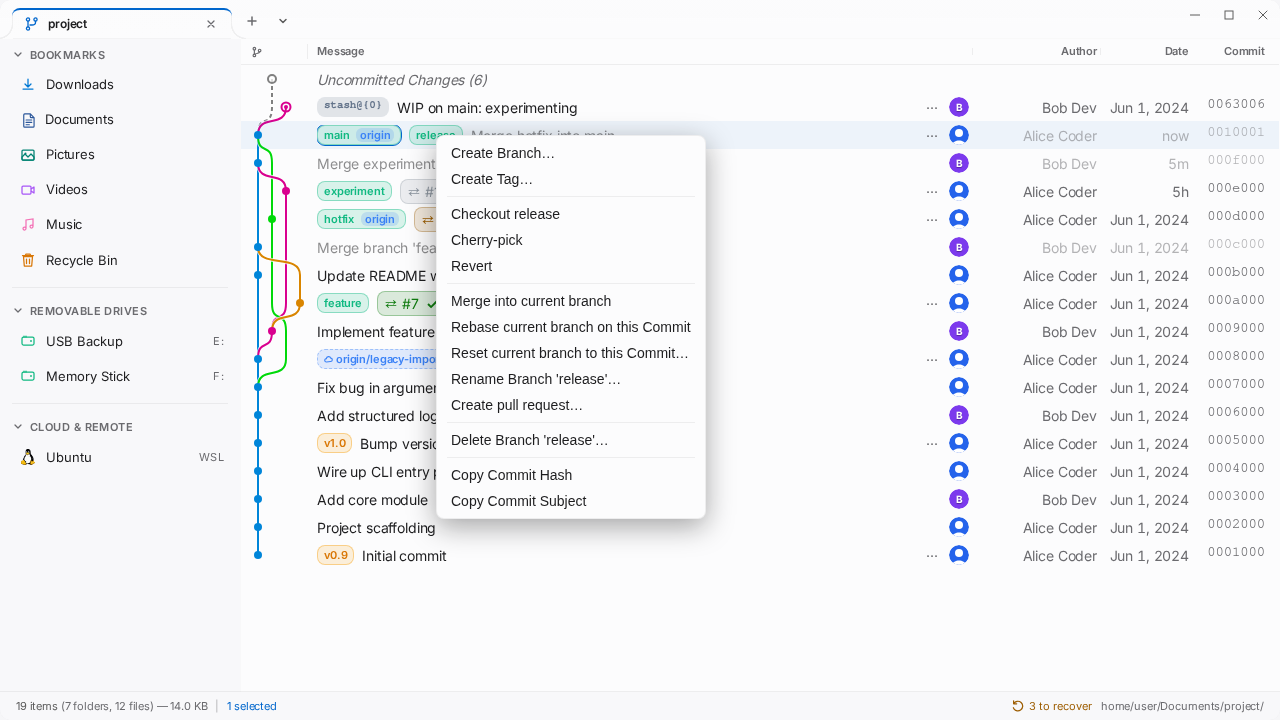 project
BOOKMARKS
Downloads
Documents
Pictures
Videos
Music
Recycle Bin
REMOVABLE DRIVES
USB Backup E:
Memory Stick F:
CLOUD & REMOTE
Ubuntu WSL
Message Author Date Commit
Uncommitted Changes (6)
stash@{0} WIP on main: experimenting ... B Bob Dev Jun 1, 2024 0063006
main origin release Merge hotfix into main ... Alice Coder now 0010001
Merge experiment B Bob Dev 5m 000f000
experiment ... Alice Coder 5h 000e000
hotfix origin ... Alice Coder Jun 1, 2024 000d000
Merge branch 'fea B Bob Dev Jun 1, 2024 000c000
Update README Alice Coder Jun 1, 2024 000b000
feature #7 ... Alice Coder Jun 1, 2024 000a000
Implement feature B Bob Dev Jun 1, 2024 0009000
origin/legacy-impo ... Alice Coder Jun 1, 2024 0008000
Fix bug in argumen Alice Coder Jun 1, 2024 0007000
Add structured log B Bob Dev Jun 1, 2024 0006000
v1.0 Bump versio ... Alice Coder Jun 1, 2024 0005000
Wire up CLI entry Alice Coder Jun 1, 2024 0004000
Add core module B Bob Dev Jun 1, 2024 0003000
Project scaffolding Alice Coder Jun 1, 2024 0002000
v0.9 Initial commit ... Alice Coder Jun 1, 2024 0001000
Create Branch…
Create Tag…
Checkout release
Cherry-pick
Revert
Merge into current branch
Rebase current branch on this Commit
Reset current branch to this Commit…
Rename Branch 'release'…
Create pull request…
Delete Branch 'release'…
Copy Commit Hash
Copy Commit Subject
19 items (7 folders, 12 files) — 14.0 KB | 1 selected
3 to recover home/user/Documents/project/